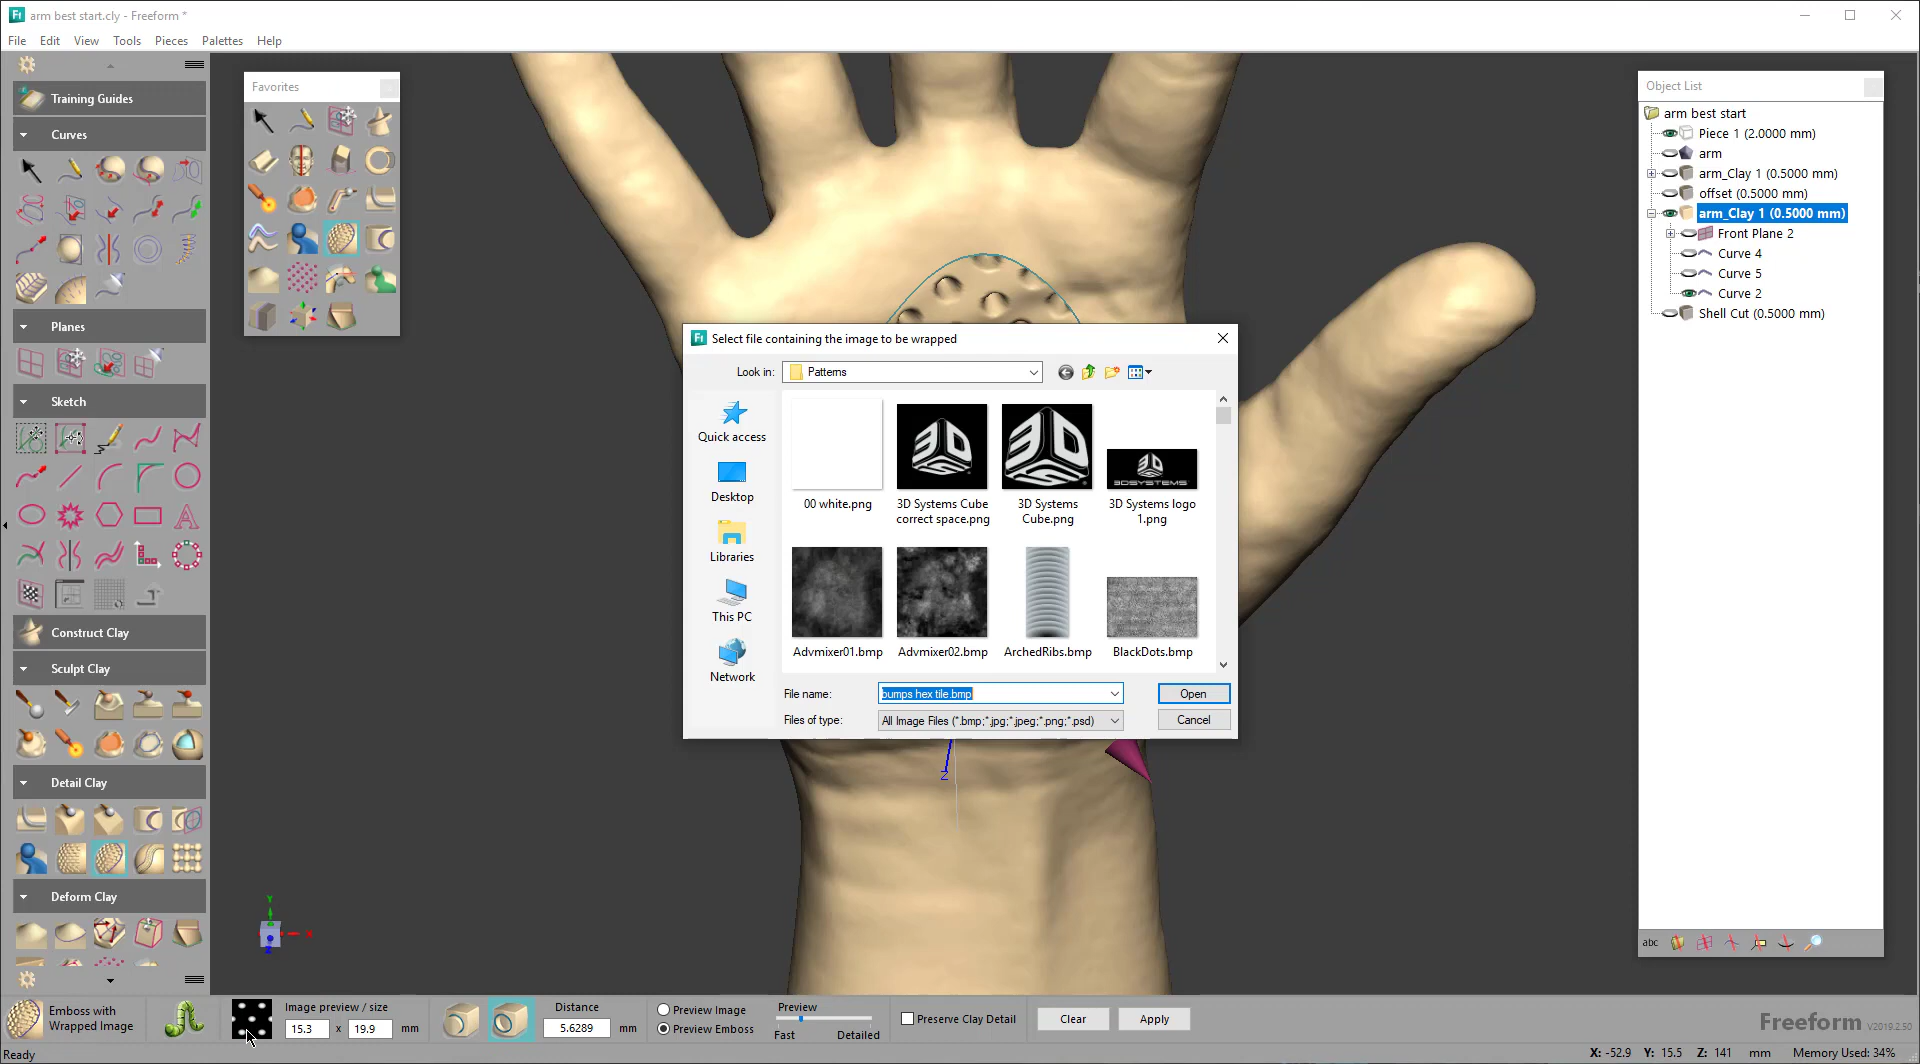 arm best start.cly - Freeform *
File Edit View Tools Pieces Palettes Help
Training Guides
Curves
Planes
Sketch
Construct Clay
Sculpt Clay
Detail Clay
Deform Clay
Favorites
Select file containing the image to be wrapped
Look in: Patterns
Quick access
Desktop
Libraries
This PC
Network
00 white.png
3D Systems Cube correct space.png
3D Systems Cube.png
3D Systems logo 1.png
Advmixer01.bmp
Advmixer02.bmp
ArchedRibs.bmp
BlackDots.bmp
File name: bumps hex tile.bmp
Open
Files of type: All Image Files (*.bmp;*.jpg;*.jpeg;*.png;*.psd)
Cancel
Z
Y
X
Object List
arm best start
Piece 1 (2.0000 mm)
arm
arm_Clay 1 (0.5000 mm)
offset (0.5000 mm)
arm_Clay 1 (0.5000 mm)
Front Plane 2
Curve 4
Curve 5
Curve 2
Shell Cut (0.5000 mm)
abc
Emboss with
Wrapped Image
Image preview / size
15.3 x 19.9 mm
Distance
5.6289 mm
Preview Image
Preview Emboss
Preview
Fast Detailed
Preserve Clay Detail
Clear
Apply
Freeform V2019.2.50
Ready
X: -52.9 Y: 15.5 Z: 141 mm Memory Used: 34%